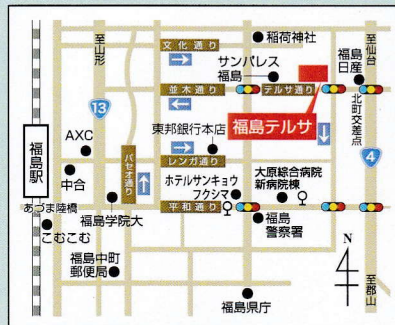 至山形
文化通り
稲荷神社
至仙台
サンパレス
福島
福島
日産
13
並木通り
テルサ通り
北町交差点
福島テルサ
AXC
東邦銀行本店
4
福島駅
中合
パセオ通り
レンガ通り
大原綜合病院
新病院棟
ホテルサンキョウ
フクシマ
あづま陸橋
福島学院大
平和通り
こむこむ
福島
警察署
N
福島中町
郵便局
福島県庁
至郡山